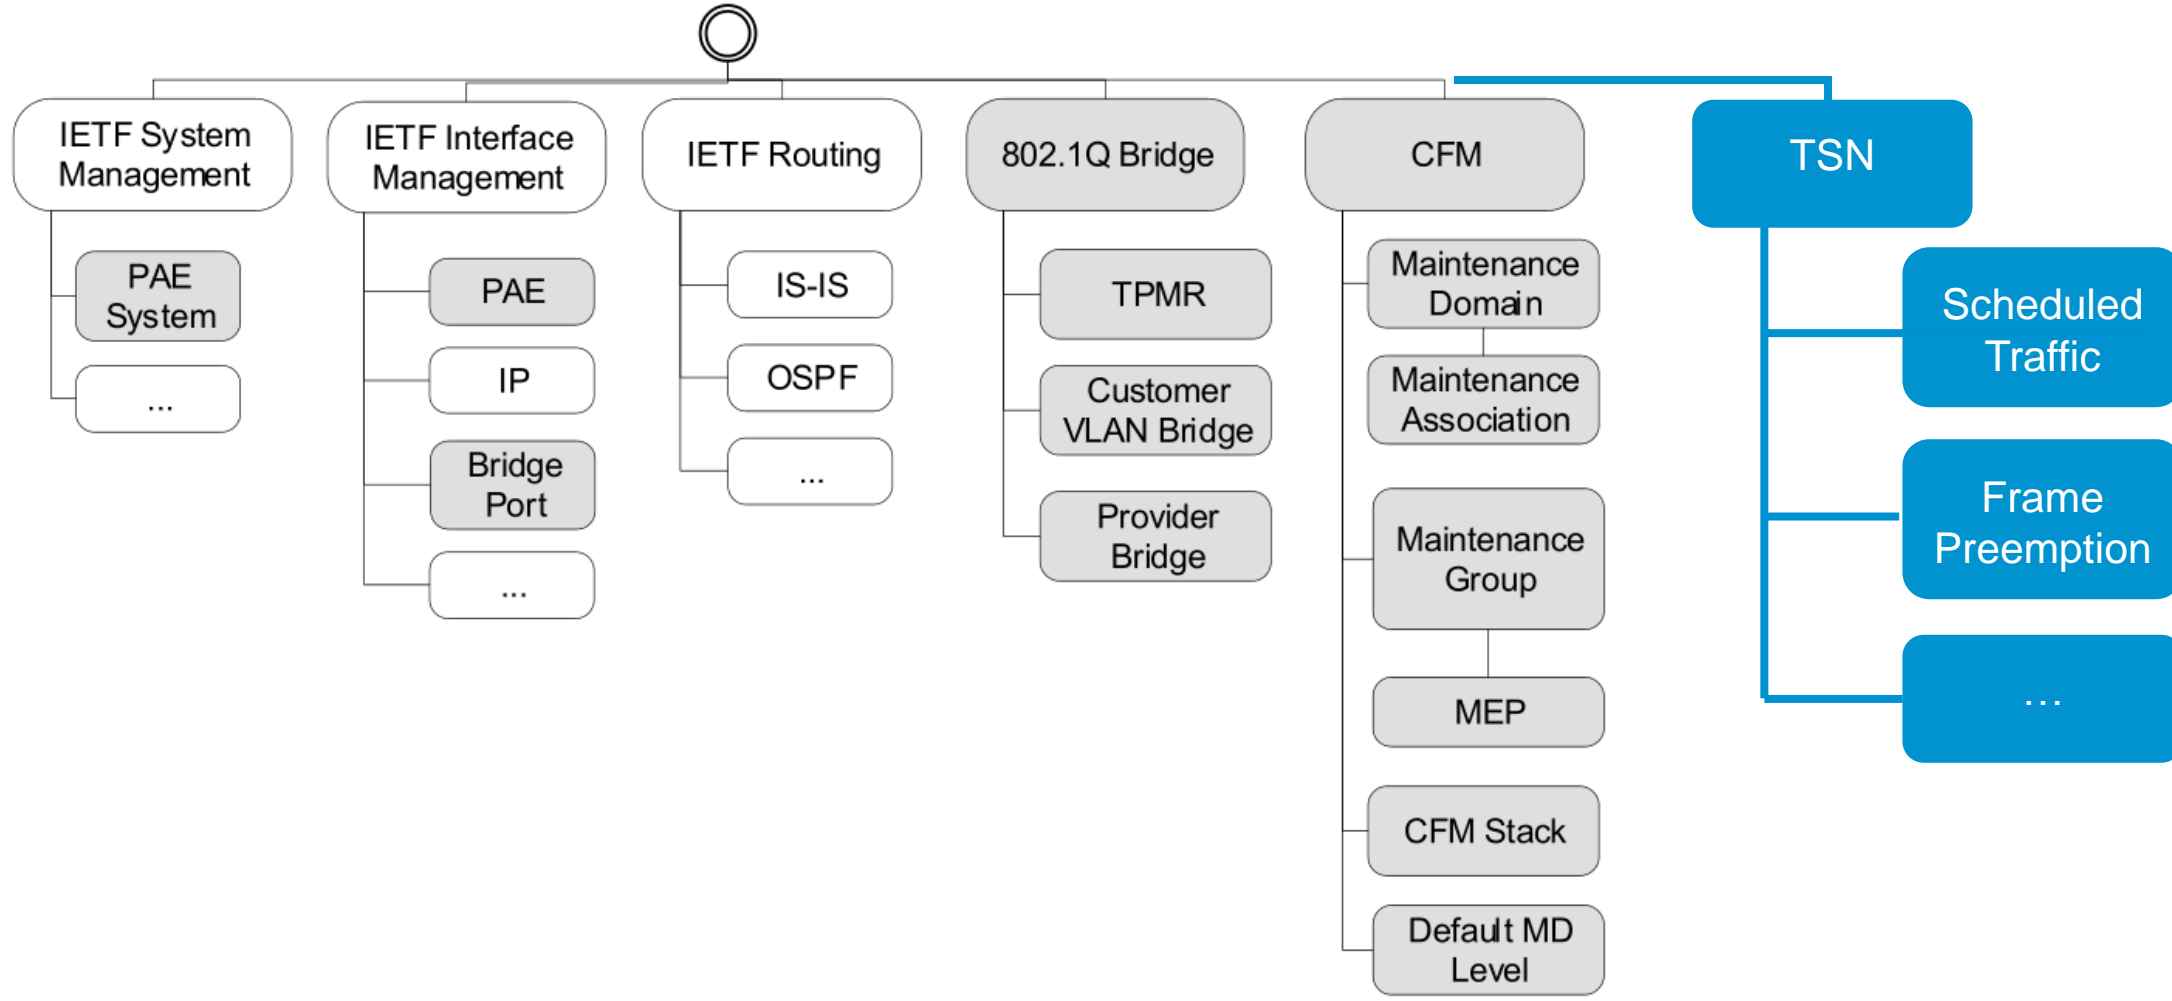 IETF System
Management
PAE
System
...
IETF Interface
Management
PAE
IP
Bridge
Port
...
IETF Routing
IS-IS
OSPF
...
802.1Q Bridge
TPMR
Customer
VLAN Bridge
Provider
Bridge
CFM
Maintenance
Domain
Maintenance
Association
Maintenance
Group
MEP
CFM Stack
Default MD
Level
TSN
Scheduled
Traffic
Frame
Preemption
...